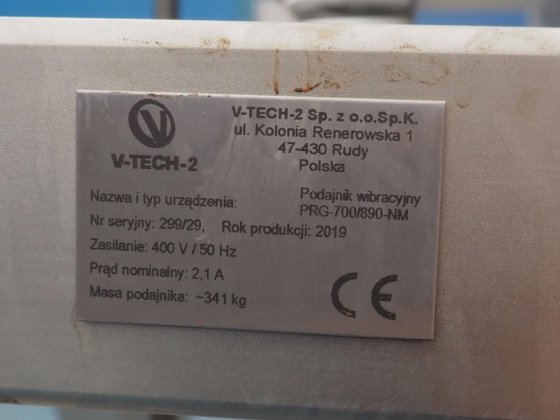 V
V-TECH-2
V-TECH-2 Sp. z o.o.Sp.K.
ul. Kolonia Renerowska 1
47-430 Rudy
Polska
Nazwa i typ urządzenia: Podajnik wibracyjny
PRG-700/890-NM
Nr seryjny: 299/29, Rok produkcji: 2019
Zasilanie: 400 V / 50 Hz
Prąd nominalny: 2,1 A
Masa podajnika: ~341 kg
CE